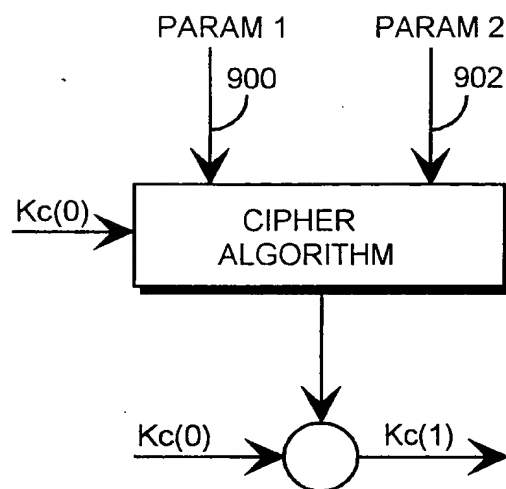 PARAM 1 PARAM 2
900 902
Kc(0)
CIPHER
ALGORITHM
Kc(0) Kc(1)